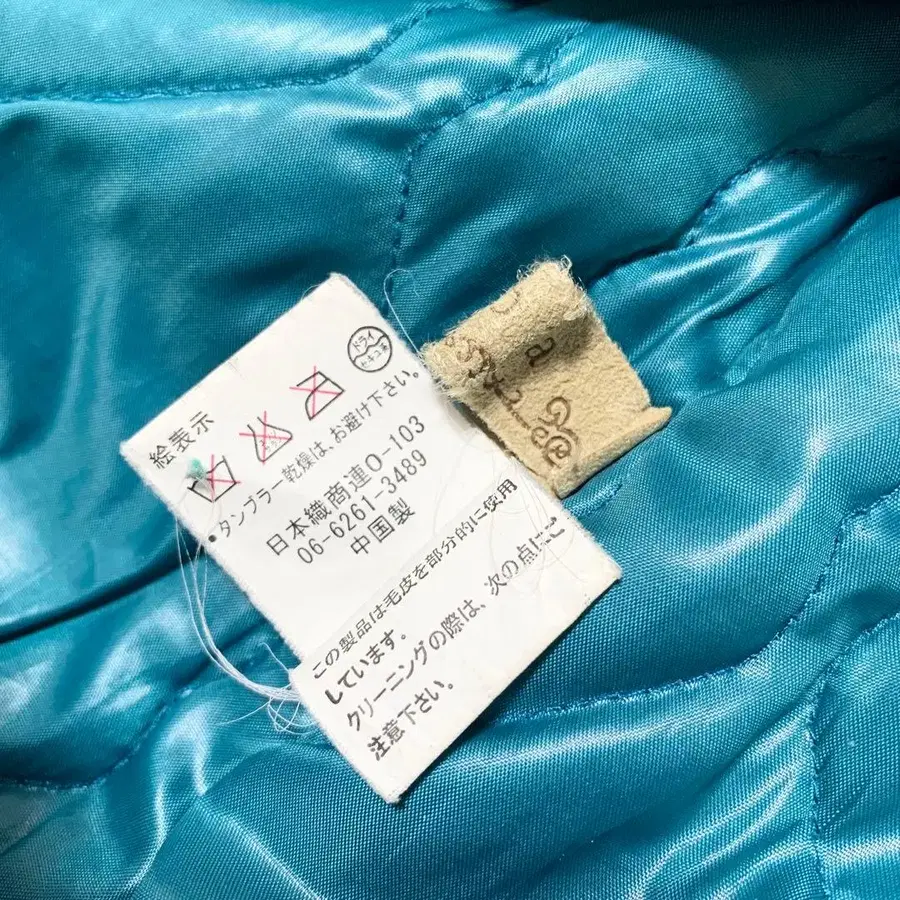 絵表示
ドライ
セキユ系
・タンブラー乾燥は、お避け下さい。
日本織商連O-103
06-6261-3489
中国製
この製品は毛皮を部分的に使用
しています。
クリーニングの際は、次の点にご
注意下さい。
a